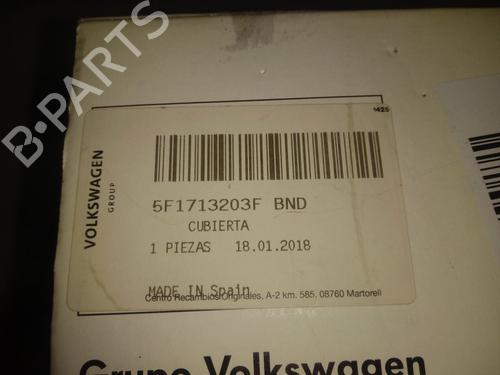 B-PARTS
VOLKSWAGEN
GROUP
425
5F1713203F BND
CUBIERTA
1 PIEZAS 18.01.2018
MADE IN Spain
Centro Recambios Originales, A-2 km. 585, 08760 Martorell
Grupo Volkswagen